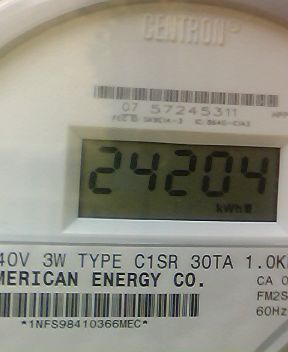 CENTRON®
07 57245311
24204
kWh
40V 3W TYPE C1SR 30TA 1.0K
MERICAN ENERGY CO.
CA 0
FM2S
60Hz
*1NFS98410366MEC*